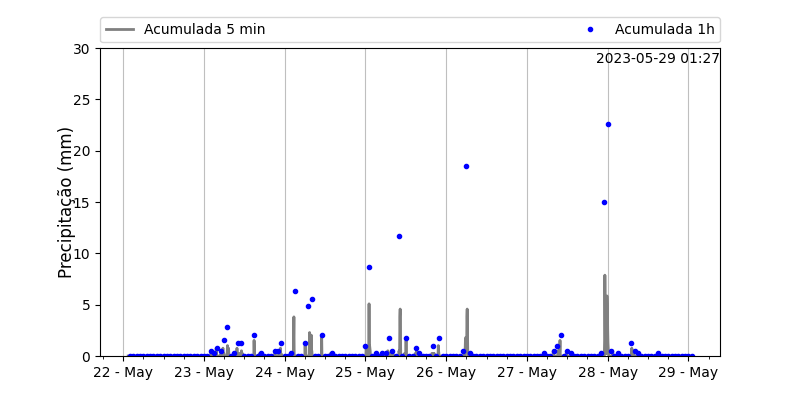 Acumulada 5 min
Acumulada 1h
2023-05-29 01:27
Precipitação (mm)
30
25
20
15
10
5
0
22 - May
23 - May
24 - May
25 - May
26 - May
27 - May
28 - May
29 - May